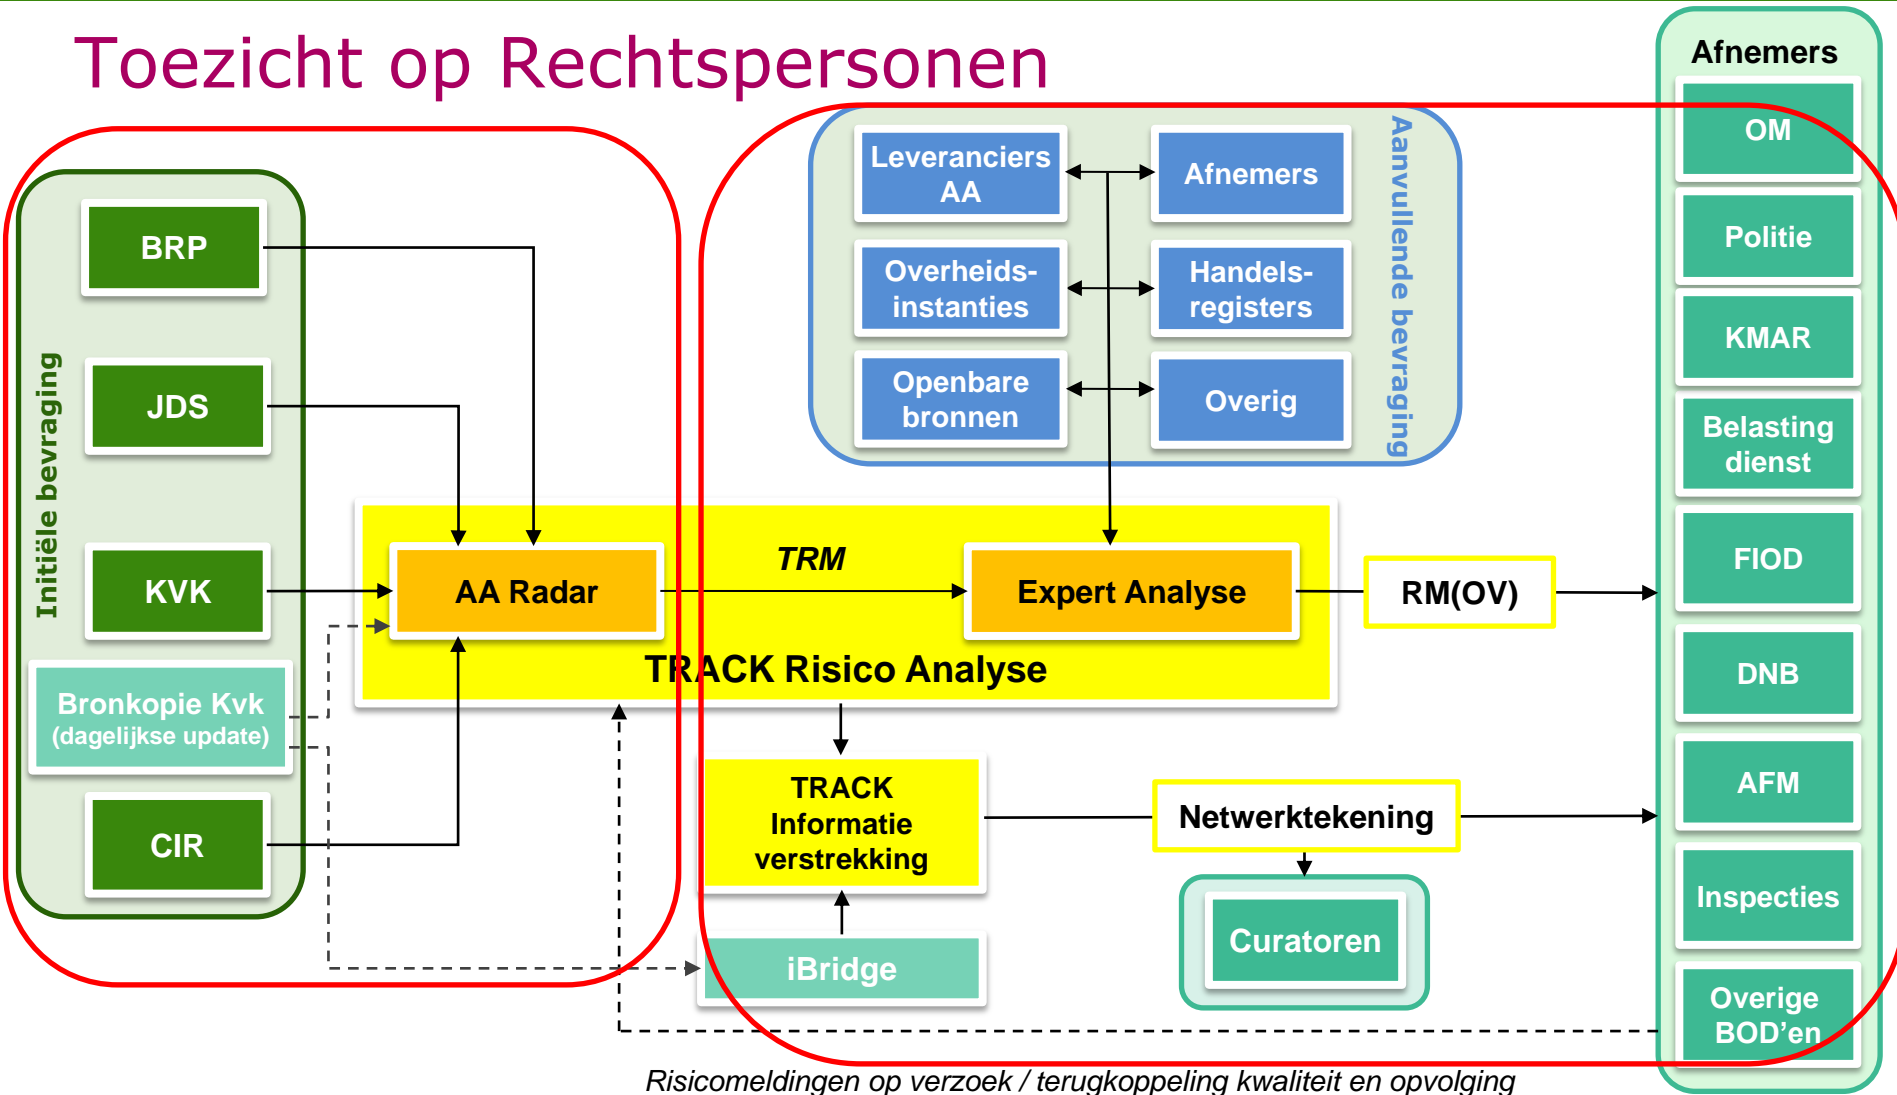 Toezicht op Rechtspersonen
Initiële bevraging
BRP
JDS
KVK
Bronkopie Kvk
(dagelijkse update)
CIR
Leveranciers
AA
Afnemers
Overheids-
instanties
Handels-
registers
Openbare
bronnen
Overig
Aanvullende bevraging
AA Radar
TRM
Expert Analyse
TRACK Risico Analyse
RM(OV)
TRACK
Informatie
verstrekking
Netwerktekening
Curatoren
iBridge
Afnemers
OM
Politie
KMAR
Belasting
dienst
FIOD
DNB
AFM
Inspecties
Overige
BOD’en
Risicomeldingen op verzoek / terugkoppeling kwaliteit en opvolging